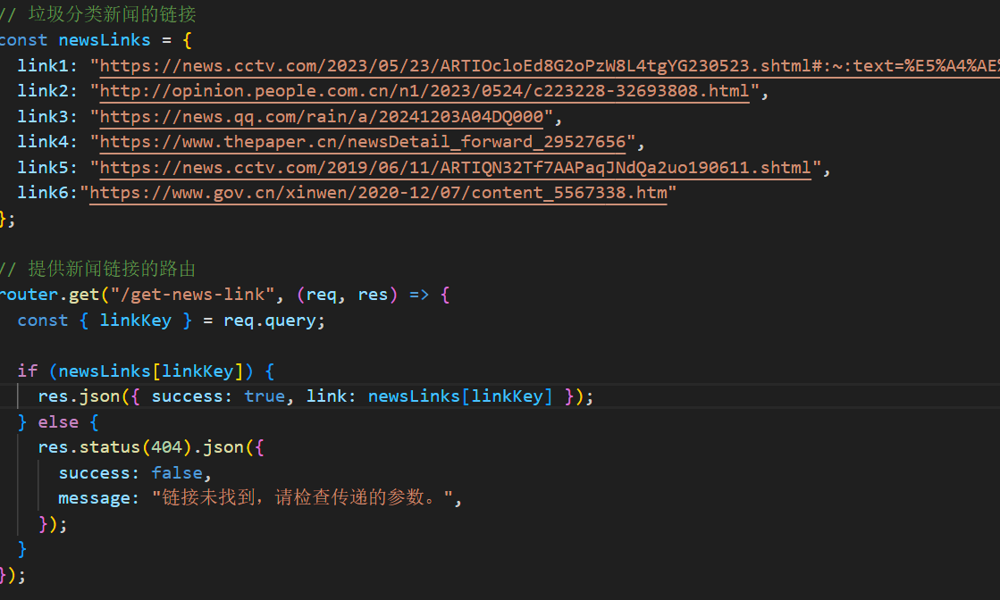 // 垃圾分类新闻的链接
const newsLinks = {
  link1: "https://news.cctv.com/2023/05/23/ARTIOcloEd8G2oPzW8L4tgYG230523.shtml#:~:text=%E5%A4%AE%
  link2: "http://opinion.people.com.cn/n1/2023/0524/c223228-32693808.html",
  link3: "https://news.qq.com/rain/a/20241203A04DQ000",
  link4: "https://www.thepaper.cn/newsDetail_forward_29527656",
  link5: "https://news.cctv.com/2019/06/11/ARTIQN32Tf7AAPaqJNdQa2uo190611.shtml",
  link6:"https://www.gov.cn/xinwen/2020-12/07/content_5567338.htm"
};
// 提供新闻链接的路由
router.get("/get-news-link", (req, res) => {
  const { linkKey } = req.query;
  if (newsLinks[linkKey]) {
    res.json({ success: true, link: newsLinks[linkKey] });
  } else {
    res.status(404).json({
      success: false,
      message: "链接未找到，请检查传递的参数。",
    });
  }
});